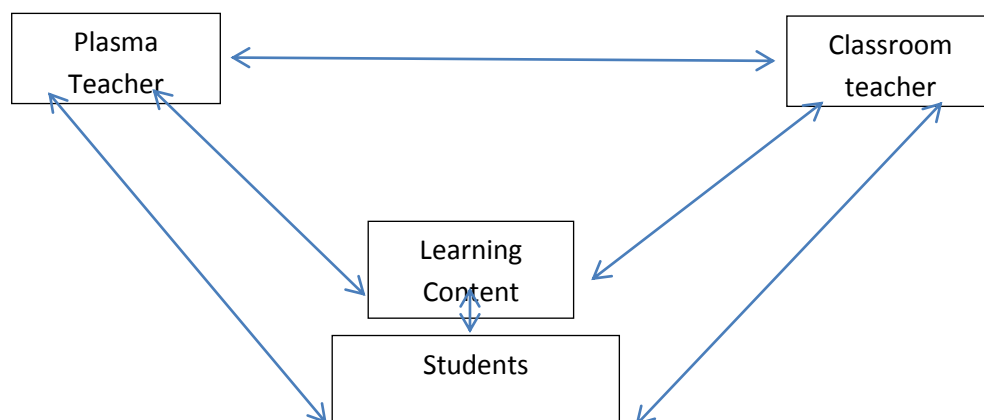 Plasma
Teacher
Classroom
teacher
Learning
Content
Students